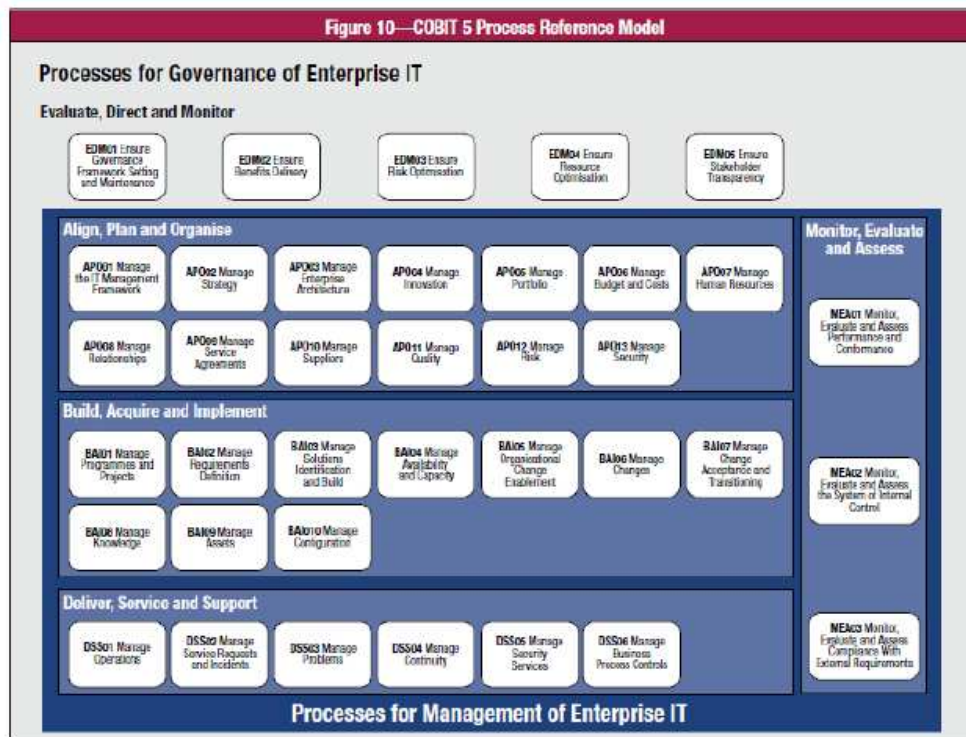 Figure 10—COBIT 5 Process Reference Model
Processes for Governance of Enterprise IT
Evaluate, Direct and Monitor
EDM01 Ensure
Governance
Framework Setting
and Maintenance
EDM02 Ensure
Benefits Delivery
EDM03 Ensure
Risk Optimisation
EDM04 Ensure
Resource
Optimisation
EDM05 Ensure
Stakeholder
Transparency
Align, Plan and Organise
APO01 Manage
the IT Management
Framework
APO02 Manage
Strategy
APO03 Manage
Enterprise
Architecture
APO04 Manage
Innovation
APO05 Manage
Portfolio
APO06 Manage
Budget and Costs
APO07 Manage
Human Resources
APO08 Manage
Relationships
APO09 Manage
Service
Agreements
APO10 Manage
Suppliers
APO11 Manage
Quality
APO12 Manage
Risk
APO13 Manage
Security
Build, Acquire and Implement
BAI01 Manage
Programmes and
Projects
BAI02 Manage
Requirements
Definition
BAI03 Manage
Solutions
Identification
and Build
BAI04 Manage
Availability
and Capacity
BAI05 Manage
Organisational
Change
Enablement
BAI06 Manage
Changes
BAI07 Manage
Change
Acceptance and
Transitioning
BAI08 Manage
Knowledge
BAI09 Manage
Assets
BAI010 Manage
Configuration
Deliver, Service and Support
DSS01 Manage
Operations
DSS02 Manage
Service Requests
and Incidents
DSS03 Manage
Problems
DSS04 Manage
Continuity
DSS05 Manage
Security
Services
DSS06 Manage
Business
Process Controls
Monitor, Evaluate
and Assess
MEA01 Monitor,
Evaluate and Assess
Performance and
Conformance
MEA02 Monitor,
Evaluate and Assess
the System of Internal
Control
MEA03 Monitor,
Evaluate and Assess
Compliance With
External Requirements
Processes for Management of Enterprise IT